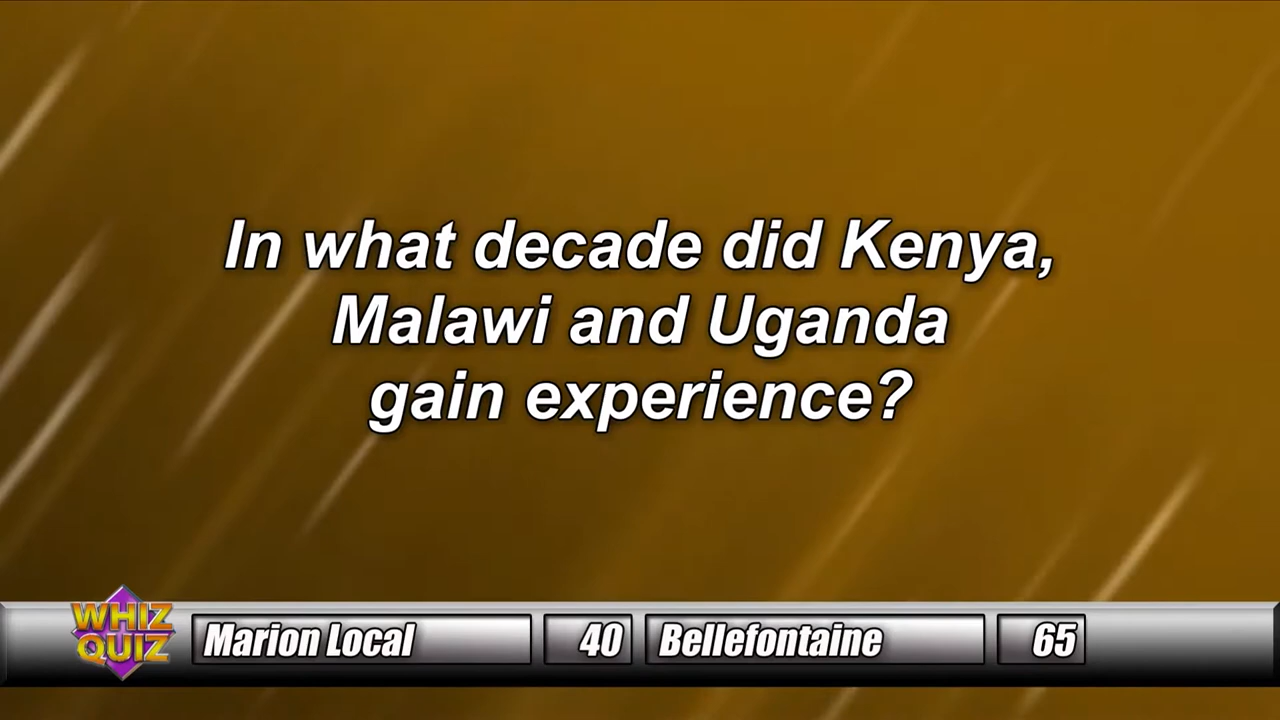 In what decade did Kenya,
Malawi and Uganda
gain experience?
WHIZ
QUIZ
Marion Local 40 Bellefontaine 65